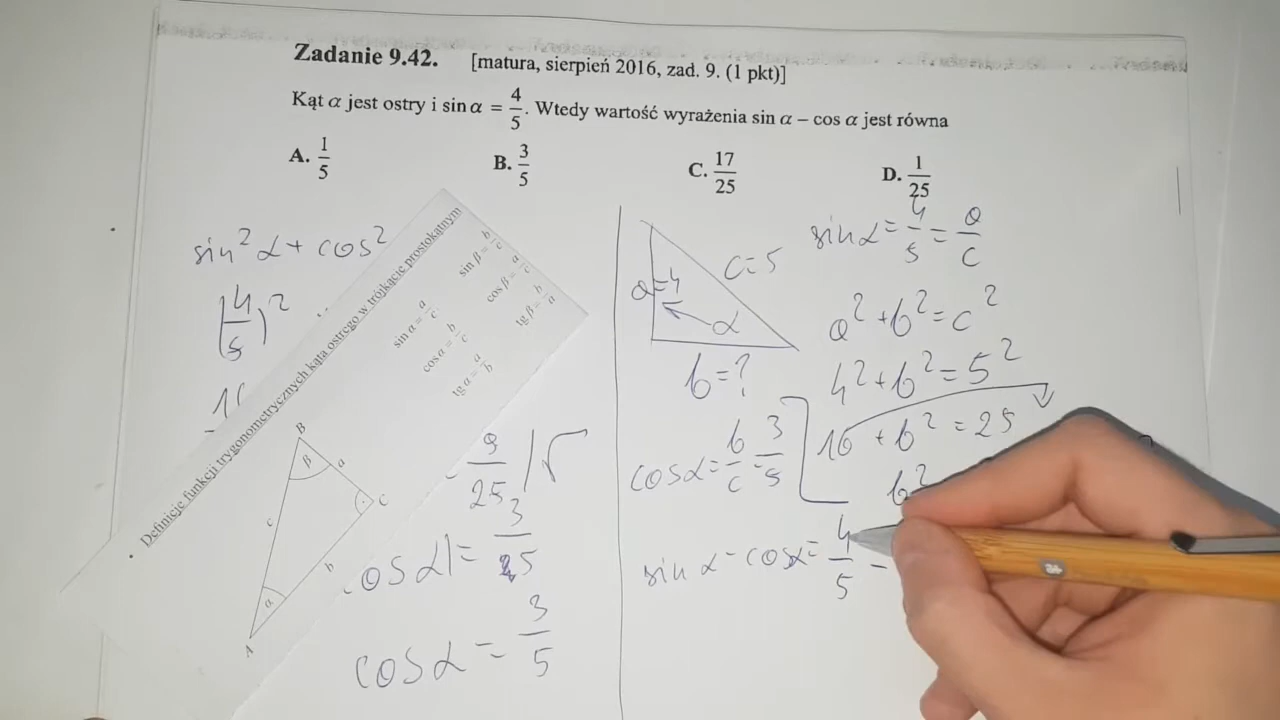 Zadanie 9.42. [matura, sierpień 2016, zad. 9. (1 pkt)]
Kąt α jest ostry i sin α = 4/5. Wtedy wartość wyrażenia sin α – cos α jest równa
A. 1/5 B. 3/5 C. 17/25 D. 1/25
sin² α + cos²
(4/5)²
9/25 /√
cos α| = 3/5
cos α = 3/5
• Definicje funkcji trygonometrycznych kąta ostrego w trójkącie prostokątnym
sin α = a/c sin β = b/c
cos α = b/c cos β = a/c
tg α = a/b tg β = b/a
B
β
a
c
C
b
α
A
a=4
c=5
α
b=?
sin α = 4/5 = a/c
a² + b² = c²
4² + b² = 5²
16 + b² = 25
b²
cos α = b/c = 3/5
sin α - cos α = 4/5 -